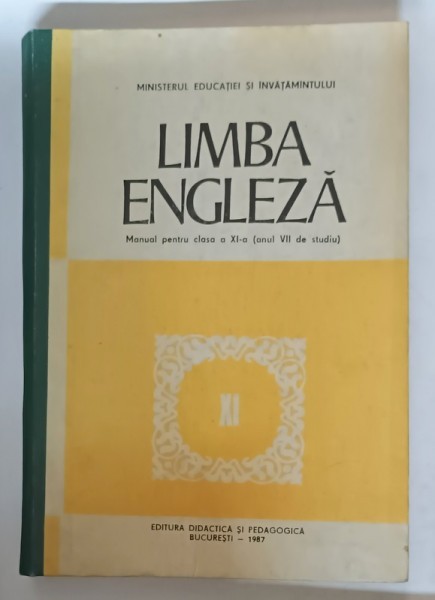 MINISTERUL EDUCAȚIEI ȘI ÎNVĂȚĂMÎNTULUI
LIMBA
ENGLEZĂ
Manual pentru clasa a XI-a (anul VII de studiu)
XI
EDITURA DIDACTICĂ ȘI PEDAGOGICĂ
BUCUREȘTI – 1987